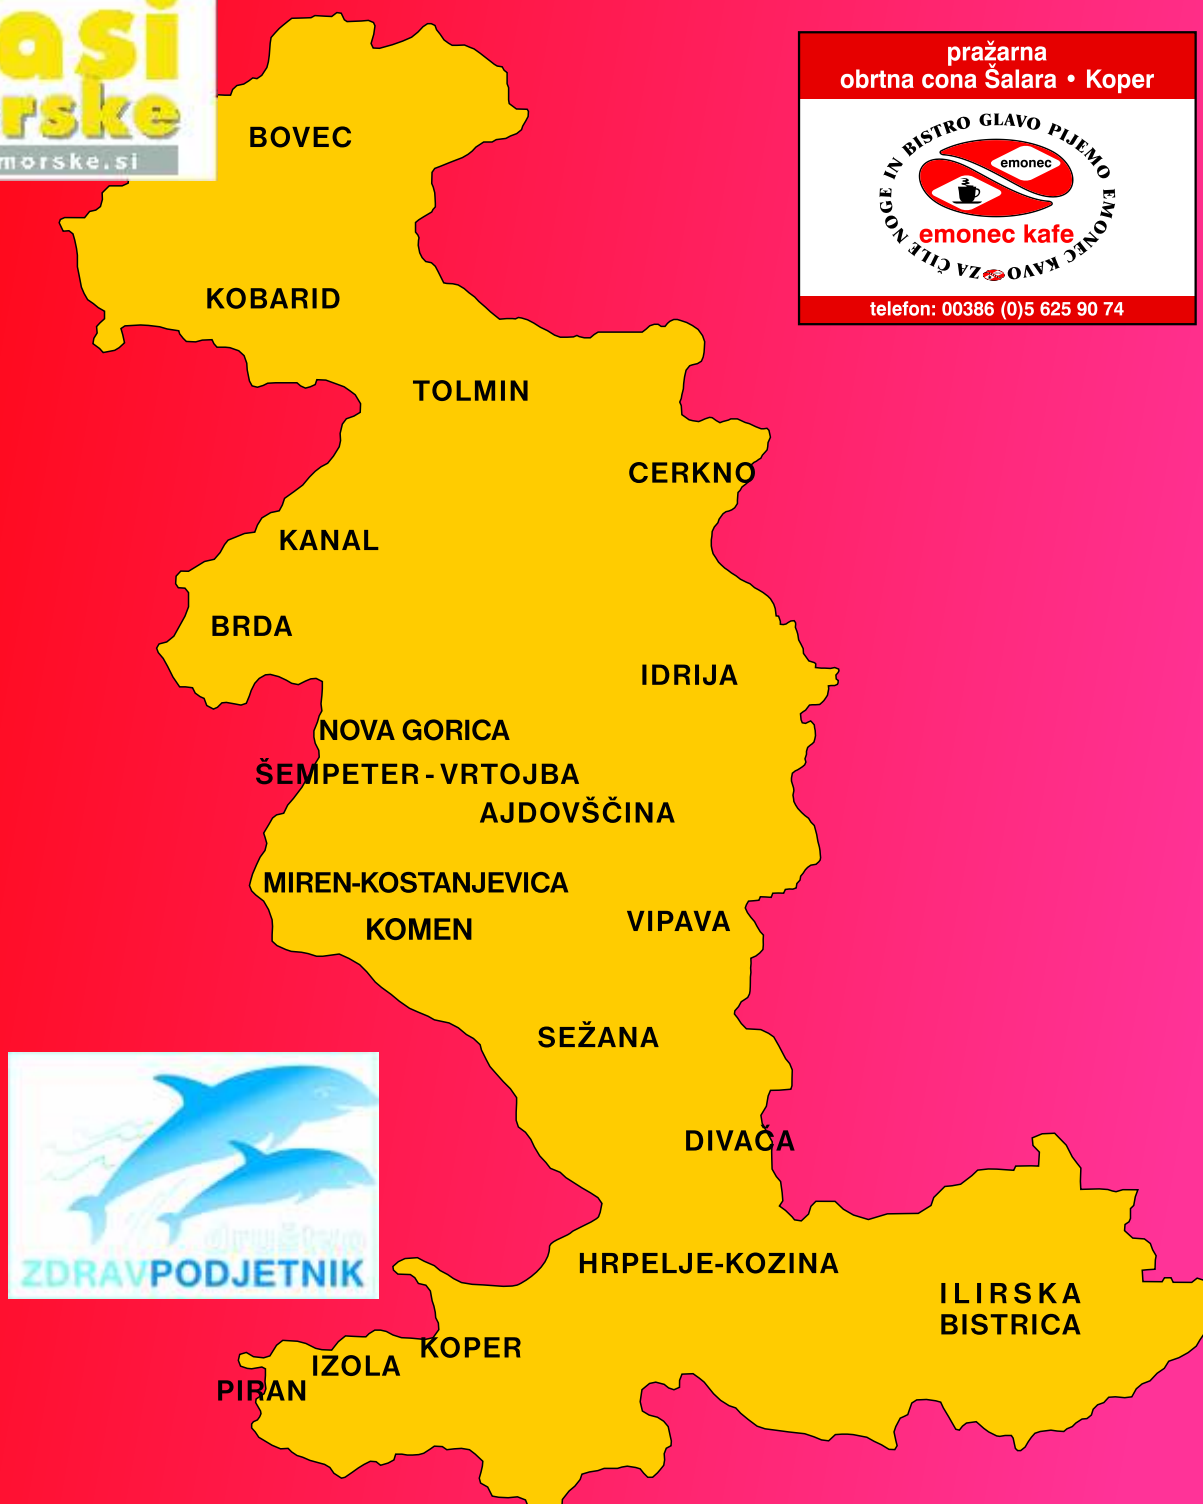 asi
rske
morske.si
pražarna
obrtna cona Šalara • Koper
ZA ČILE NOGE IN BISTRO GLAVO PIJEMO EMONEC KAVO
emonec
emonec kafe
telefon: 00386 (0)5 625 90 74
BOVEC
KOBARID
TOLMIN
CERKNO
KANAL
BRDA
IDRIJA
NOVA GORICA
ŠEMPETER - VRTOJBA
AJDOVŠČINA
MIREN-KOSTANJEVICA
KOMEN
VIPAVA
SEŽANA
DIVAČA
društvo
ZDRAVPODJETNIK
HRPELJE-KOZINA
ILIRSKA
BISTRICA
KOPER
IZOLA
PIRAN